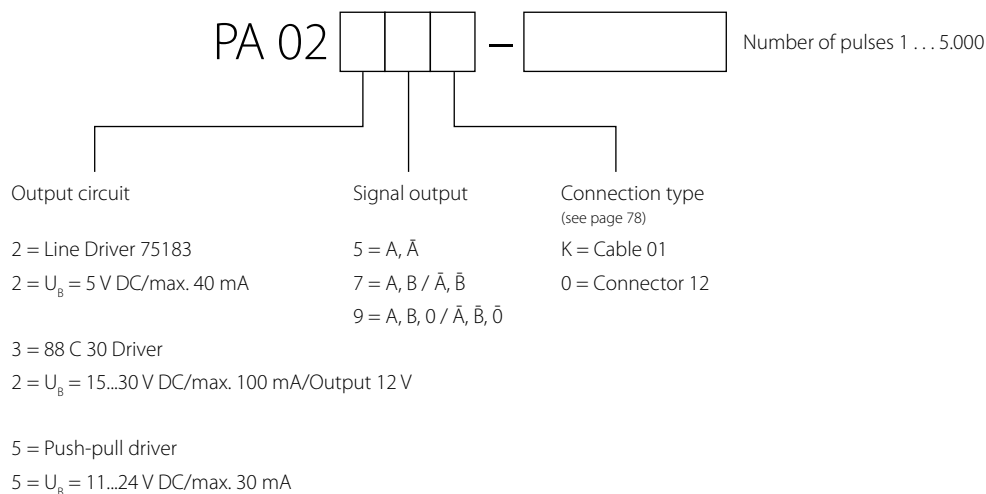 PA 02 – Number of pulses 1 . . . 5.000
Output circuit
2 = Line Driver 75183
2 = U_B = 5 V DC/max. 40 mA
3 = 88 C 30 Driver
2 = U_B = 15...30 V DC/max. 100 mA/Output 12 V
5 = Push-pull driver
5 = U_B = 11...24 V DC/max. 30 mA
Signal output
5 = A, Ā
7 = A, B / Ā, B̄
9 = A, B, 0 / Ā, B̄, 0̄
Connection type
(see page 78)
K = Cable 01
0 = Connector 12